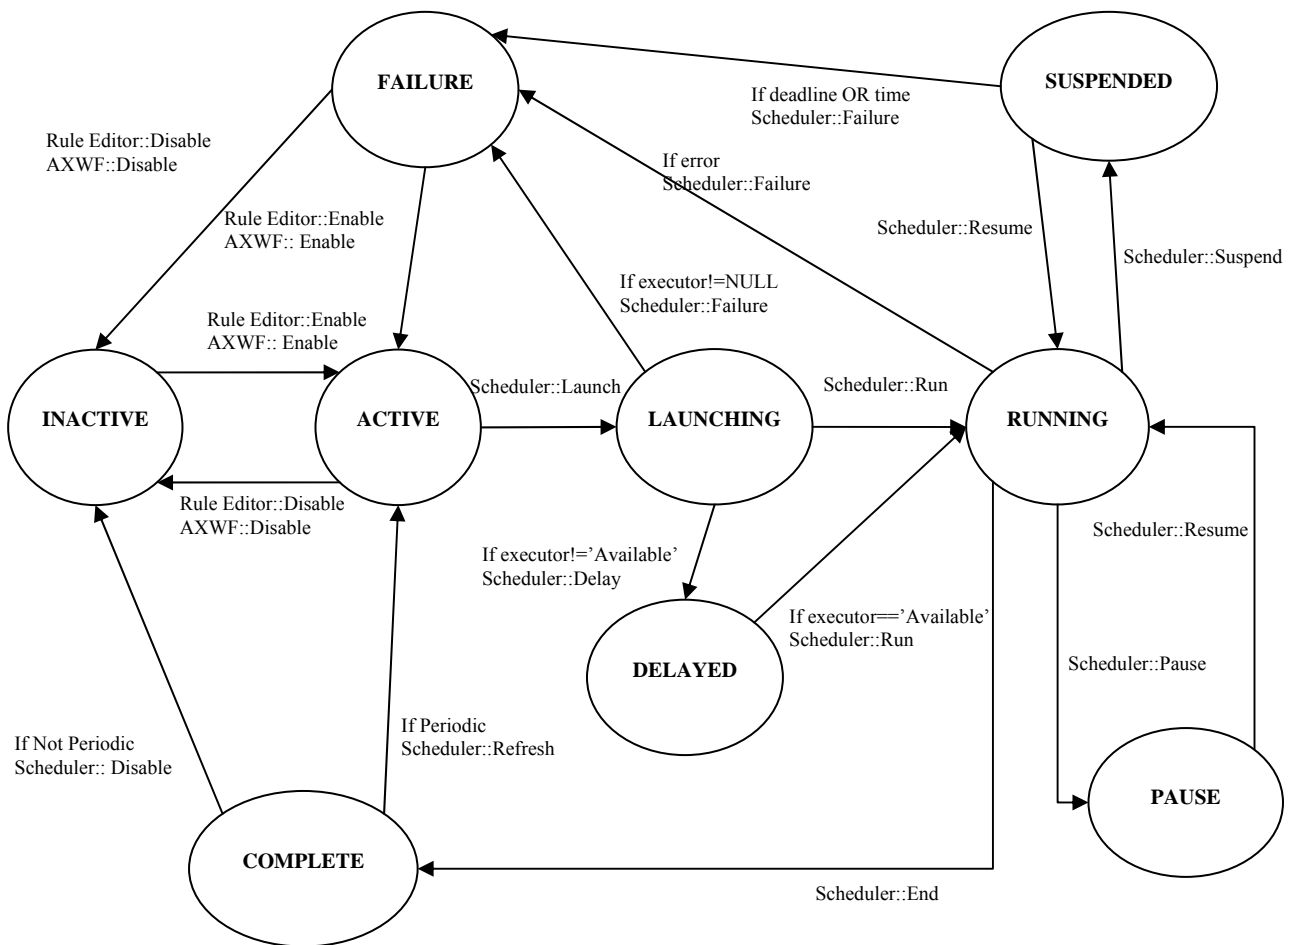 FAILURE
SUSPENDED
If deadline OR time
Scheduler::Failure
Rule Editor::Disable
AXWF::Disable
If error
Scheduler::Failure
Rule Editor::Enable
AXWF:: Enable
Scheduler::Resume
Scheduler::Suspend
If executor!=NULL
Scheduler::Failure
Rule Editor::Enable
AXWF:: Enable
Scheduler::Launch
Scheduler::Run
INACTIVE
ACTIVE
LAUNCHING
RUNNING
Rule Editor::Disable
AXWF::Disable
Scheduler::Resume
If executor!=’Available’
Scheduler::Delay
If executor==’Available’
Scheduler::Run
DELAYED
Scheduler::Pause
If Periodic
Scheduler::Refresh
If Not Periodic
Scheduler:: Disable
PAUSE
COMPLETE
Scheduler::End